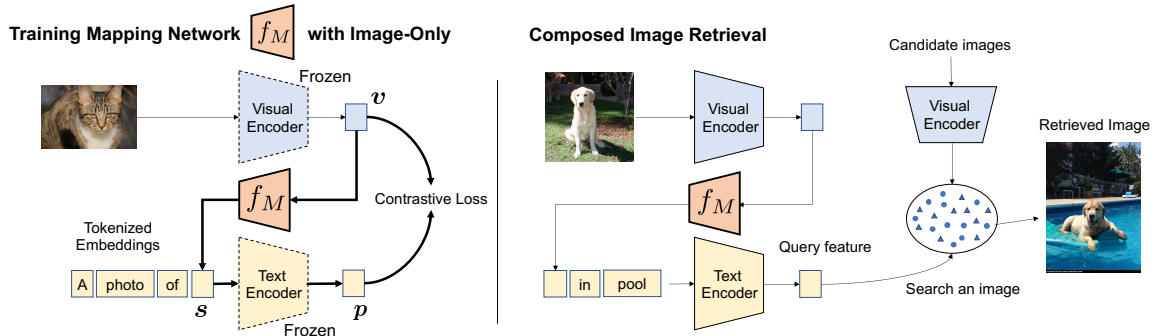 Training Mapping Network f_M with Image-Only
Frozen
Visual
Encoder
v
f_M
Contrastive Loss
Tokenized
Embeddings
A photo of
s
Text
Encoder
p
Frozen
Composed Image Retrieval
Visual
Encoder
f_M
in pool
Text
Encoder
Query feature
Candidate images
Visual
Encoder
Retrieved Image
Search an image